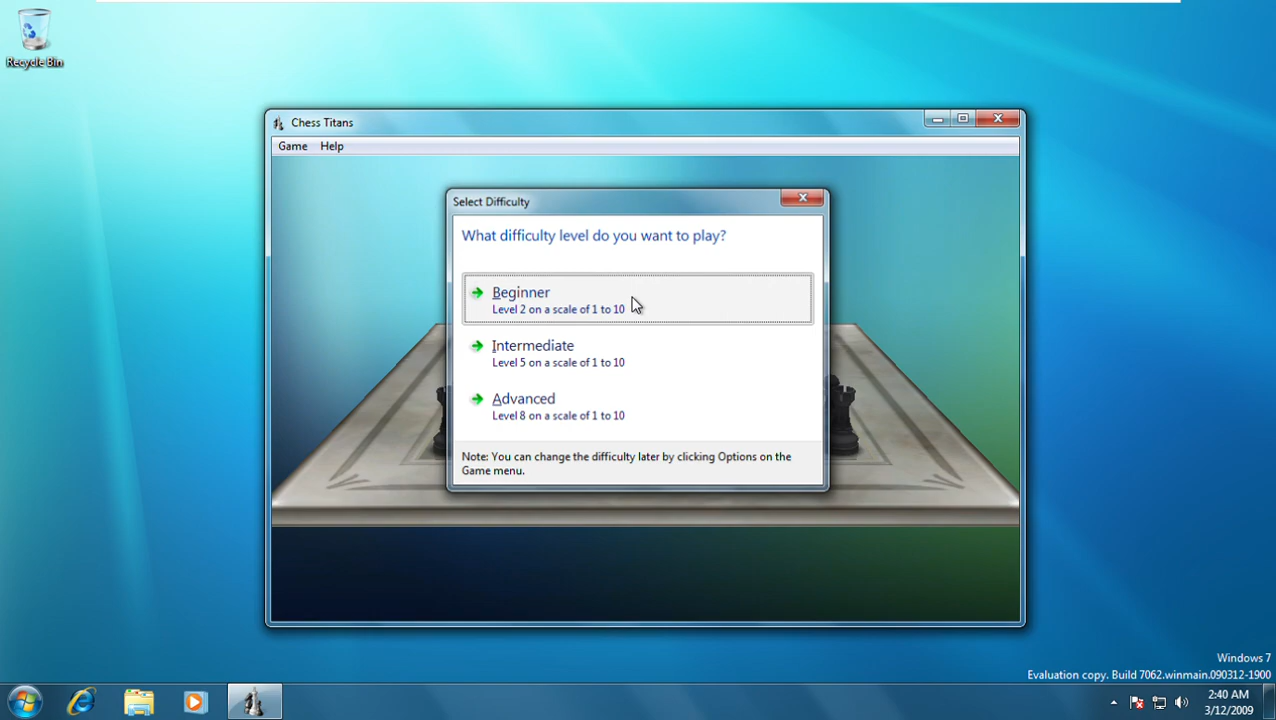 Recycle Bin
Chess Titans
Game Help
Select Difficulty
What difficulty level do you want to play?
Beginner
Level 2 on a scale of 1 to 10
Intermediate
Level 5 on a scale of 1 to 10
Advanced
Level 8 on a scale of 1 to 10
Note: You can change the difficulty later by clicking Options on the
Game menu.
Windows 7
Evaluation copy. Build 7062.winmain.090312-1900
2:40 AM
3/12/2009